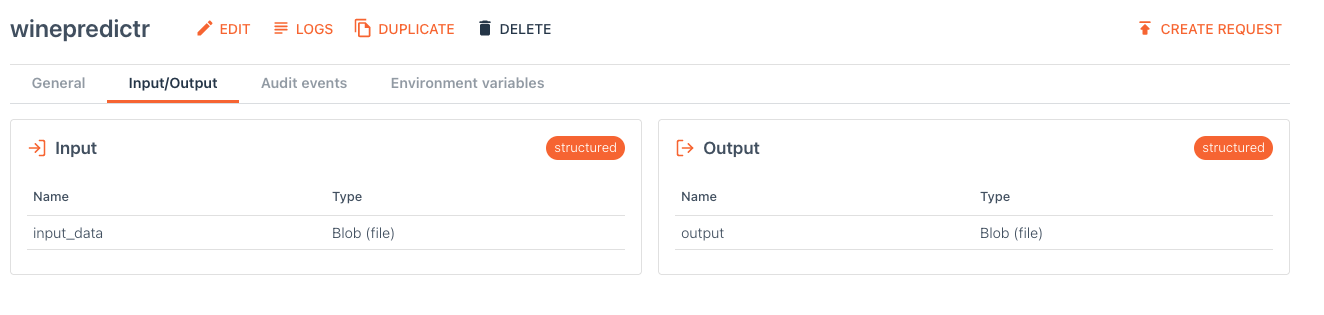 winepredictr EDIT LOGS DUPLICATE DELETE CREATE REQUEST
General Input/Output Audit events Environment variables
Input structured
Name Type
input_data Blob (file)
Output structured
Name Type
output Blob (file)